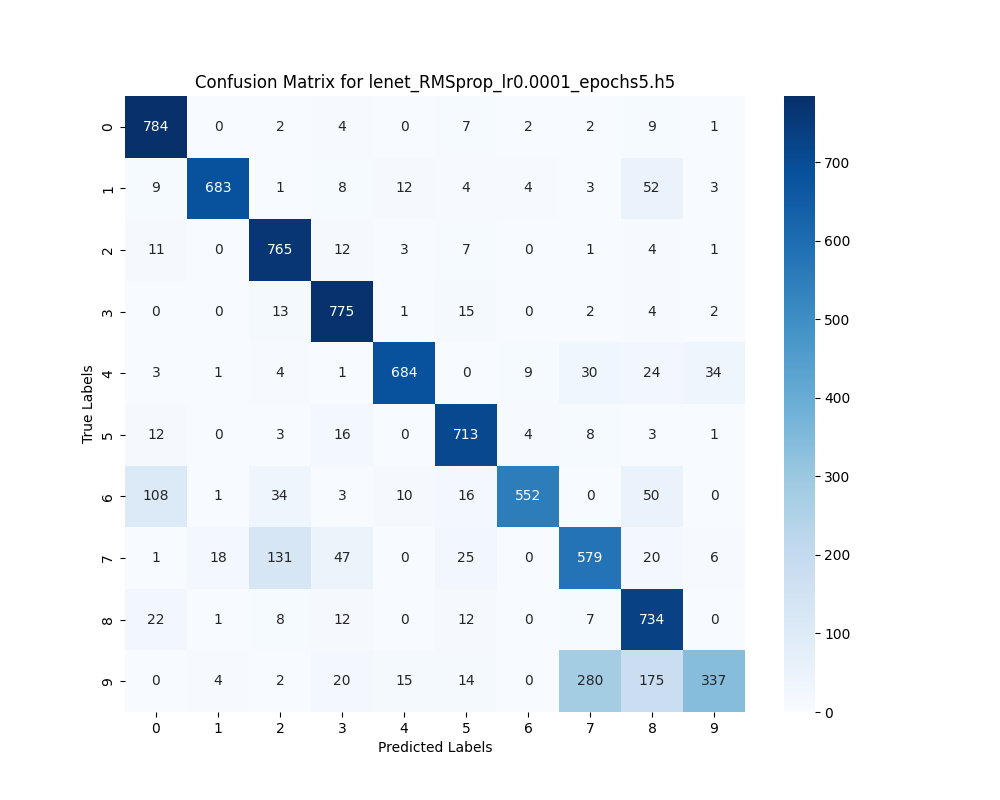 Confusion Matrix for lenet_RMSprop_lr0.0001_epochs5.h5
0 784 0 2 4 0 7 2 2 9 1
1 9 683 1 8 12 4 4 3 52 3
2 11 0 765 12 3 7 0 1 4 1
3 0 0 13 775 1 15 0 2 4 2
4 3 1 4 1 684 0 9 30 24 34
5 12 0 3 16 0 713 4 8 3 1
6 108 1 34 3 10 16 552 0 50 0
7 1 18 131 47 0 25 0 579 20 6
8 22 1 8 12 0 12 0 7 734 0
9 0 4 2 20 15 14 0 280 175 337
0 1 2 3 4 5 6 7 8 9
Predicted Labels
True Labels
700
600
500
400
300
200
100
0